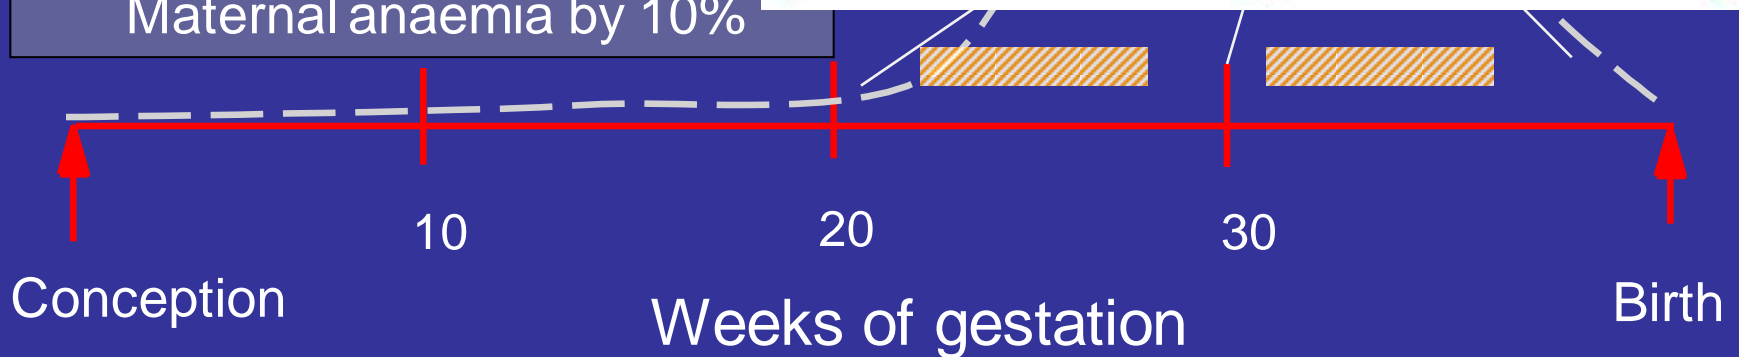 Maternal anaemia by 10%
10
20
30
Conception
Weeks of gestation
Birth